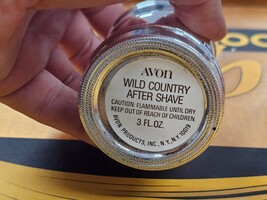 AVON
WILD COUNTRY
AFTER SHAVE
CAUTION: FLAMMABLE UNTIL DRY
KEEP OUT OF REACH OF CHILDREN
3 FL.OZ.
AVON PRODUCTS, INC., N.Y., N.Y. 10019